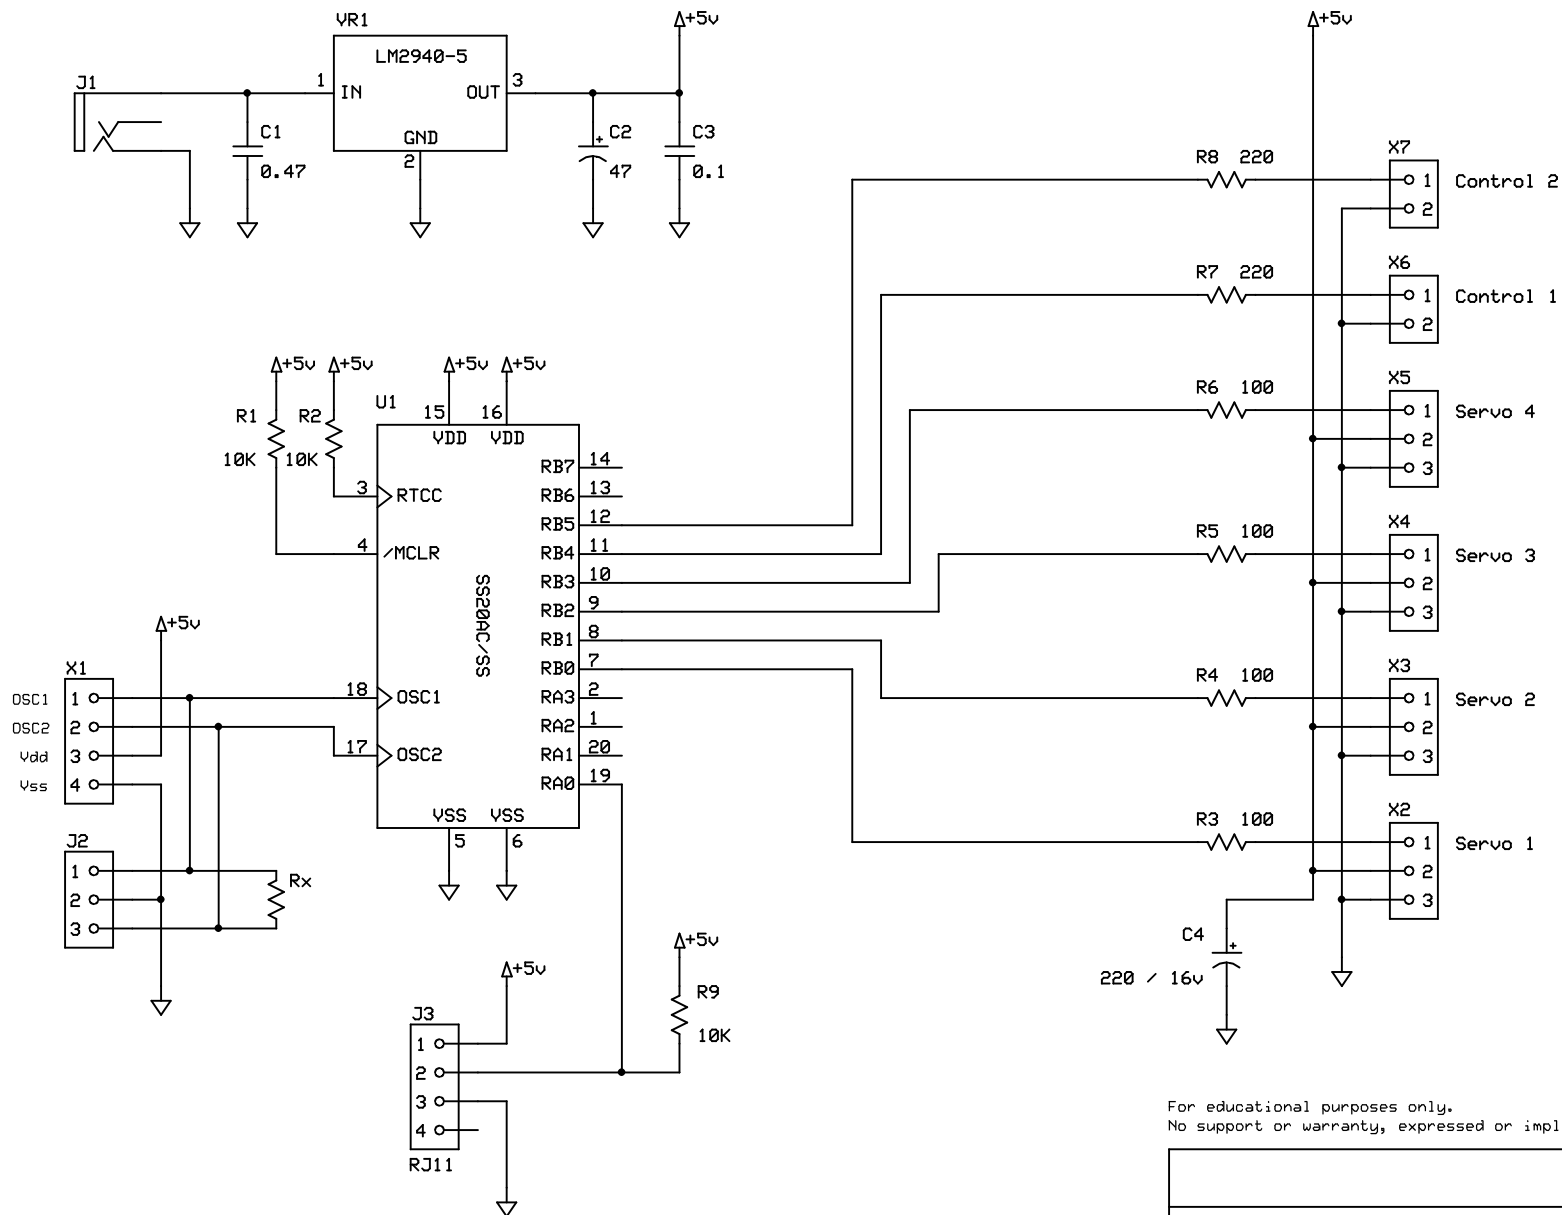 VR1
+5v
+5v
LM2940-5
J1
1
IN
OUT
3
GND
2
C1
0.47
+
C2
47
C3
0.1
X7
R8 220
1
Control 2
2
X6
R7 220
1
Control 1
2
+5v
+5v
+5v
+5v
X5
R6 100
1
Servo 4
2
3
U1
15
16
VDD
VDD
R1
10K
R2
10K
3
RTCC
4
/MCLR
SS20AC/SS
RB7
14
RB6
13
RB5
12
RB4
11
RB3
10
RB2
9
RB1
8
RB0
7
RA3
2
RA2
1
RA1
20
RA0
19
X4
R5 100
1
Servo 3
2
3
+5v
X1
OSC1
1
OSC2
2
Vdd
3
Vss
4
18
OSC1
17
OSC2
VSS
VSS
5
6
X3
R4 100
1
Servo 2
2
3
X2
R3 100
1
Servo 1
2
3
J2
1
2
3
Rx
C4
+
220 / 16v
+5v
+5v
R9
10K
J3
1
2
3
4
RJ11
For educational purposes only.
No support or warranty, expressed or impl